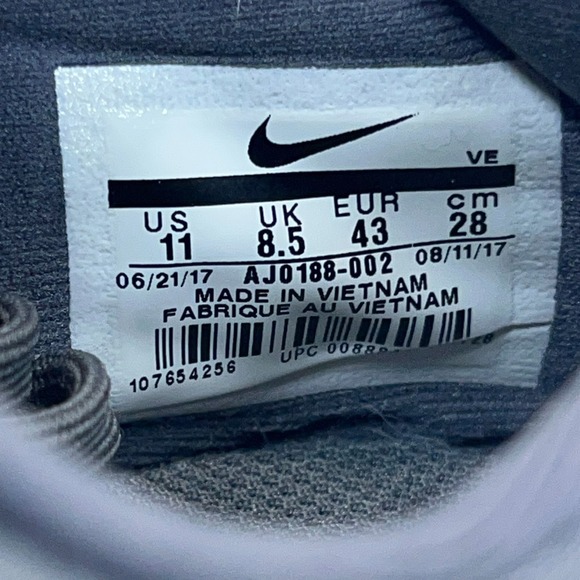 VE
US UK EUR cm
11 8.5 43 28
06/21/17 AJ0188-002 08/11/17
MADE IN VIETNAM
FABRIQUE AU VIETNAM
UPC
107654256